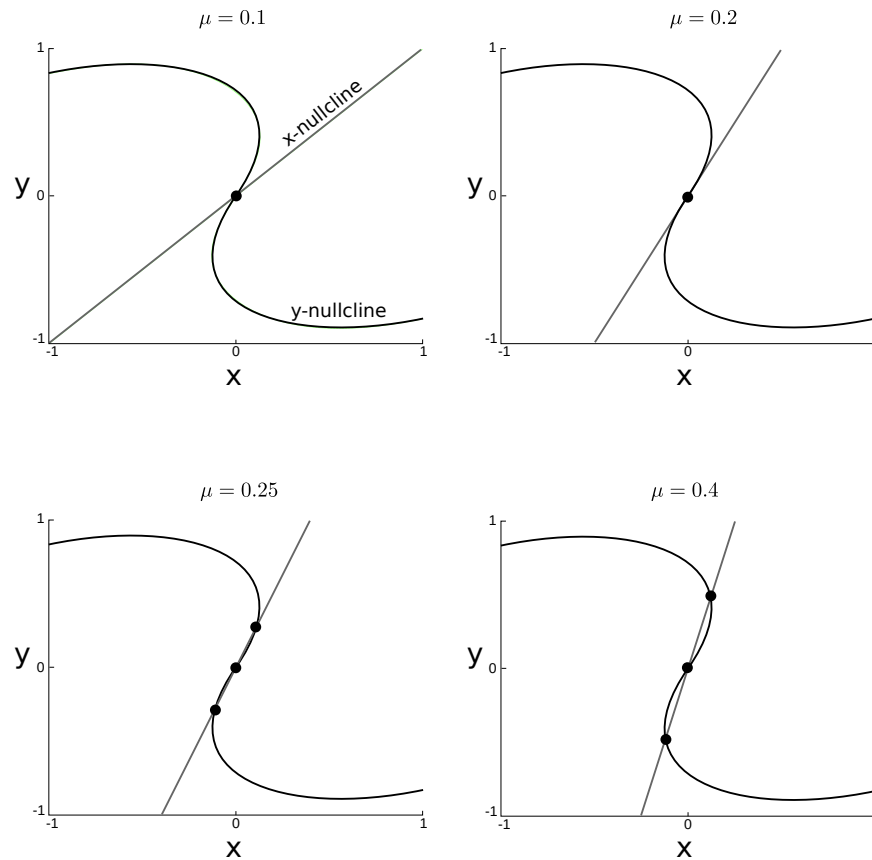 μ = 0.1
1
x-nullcline
y
0
y-nullcline
-1
-1 0 1
x
μ = 0.2
1
y
0
-1
-1 0
x
μ = 0.25
1
y
0
-1
-1 0 1
x
μ = 0.4
1
y
0
-1
-1 0
x